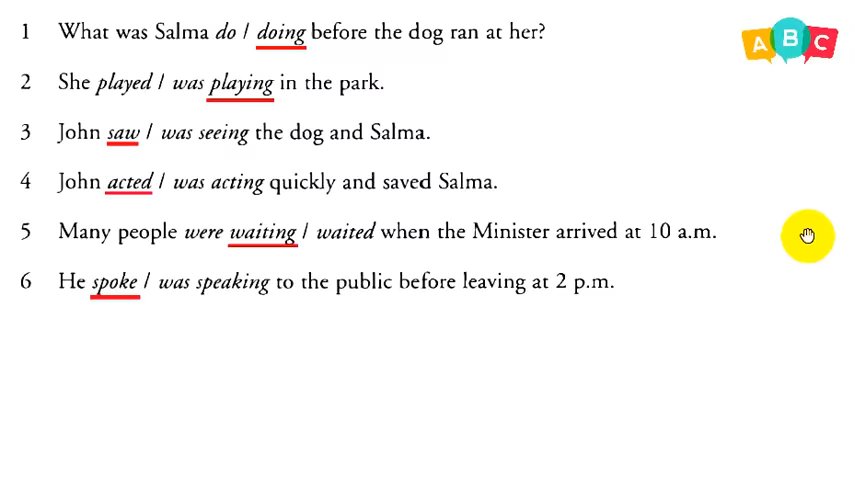 1 What was Salma do / doing before the dog ran at her?
A B C
2 She played / was playing in the park.
3 John saw / was seeing the dog and Salma.
4 John acted / was acting quickly and saved Salma.
5 Many people were waiting / waited when the Minister arrived at 10 a.m.
6 He spoke / was speaking to the public before leaving at 2 p.m.